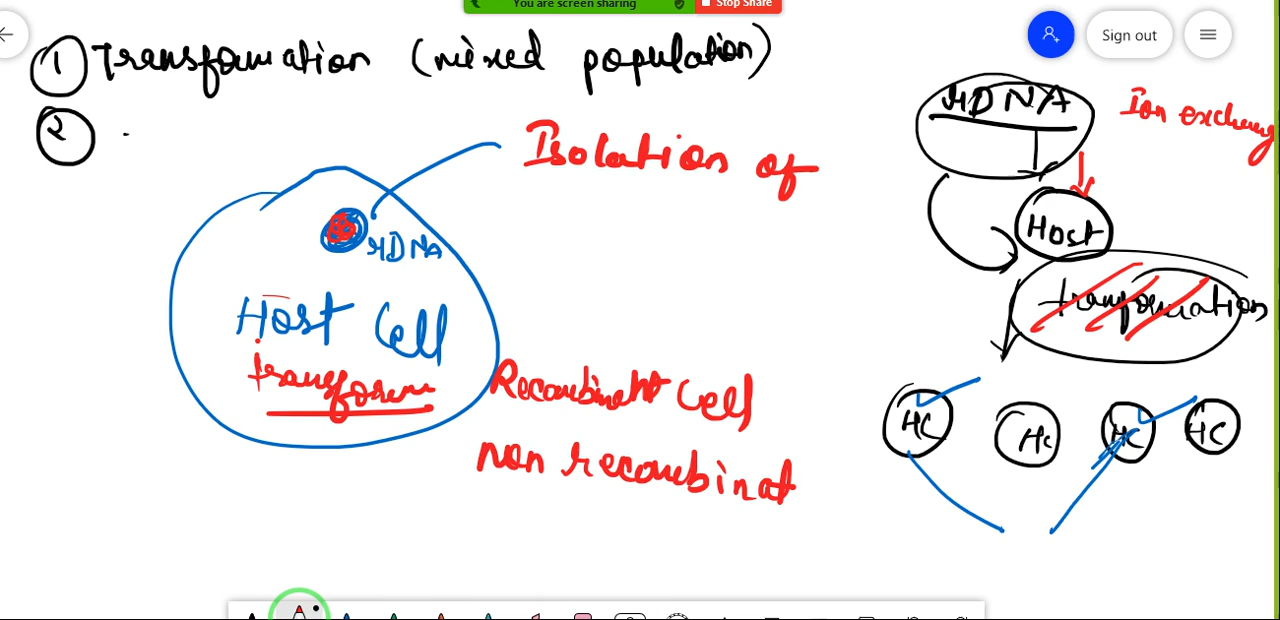 You are screen sharing
Stop Share
Sign out
1 Transformation (mixed population)
2
Isolation of
rDNA
Host Cell
transform
Recombinant Cell
non recombinat
rDNA
Ion exchang
Host
transformation
HC HC HC HC